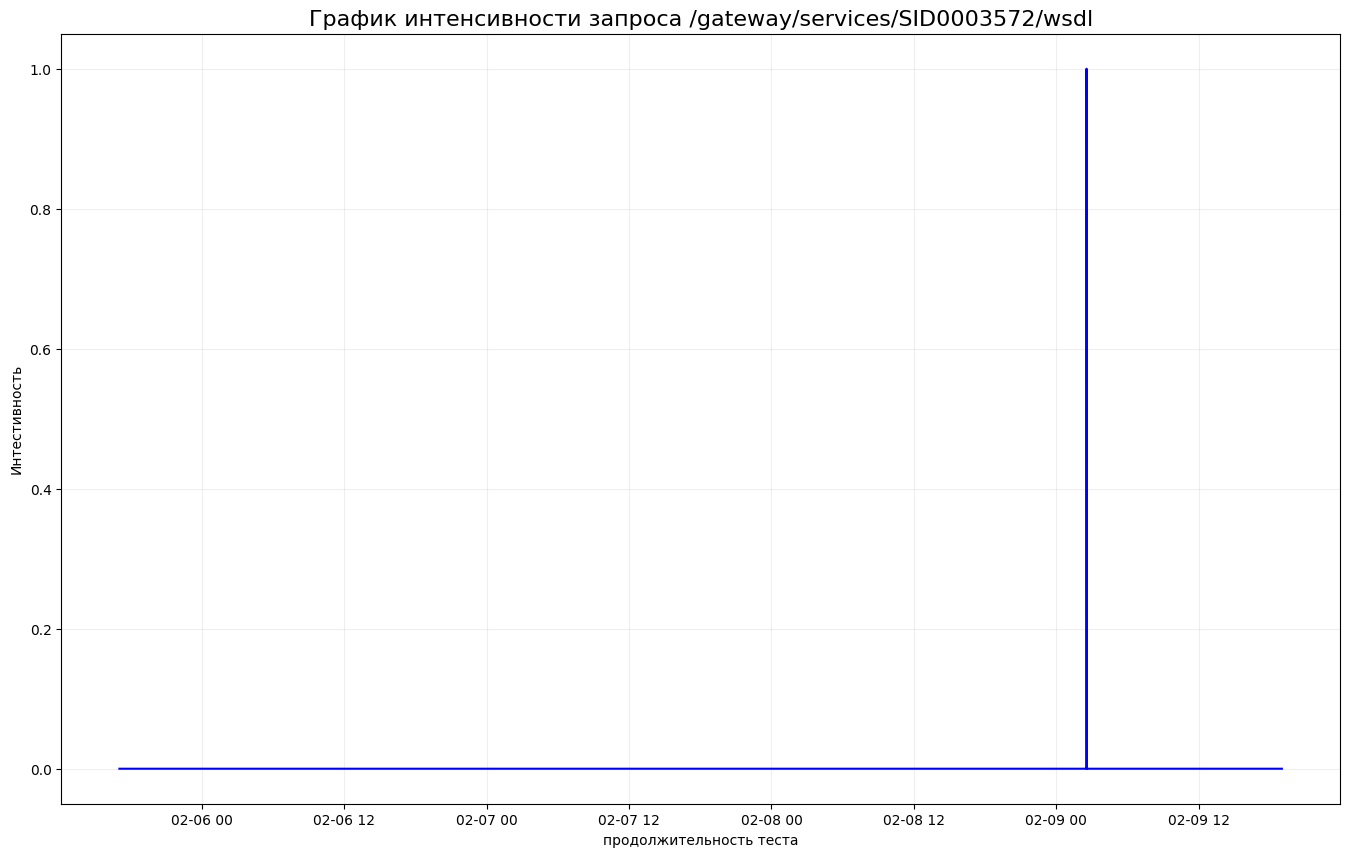 График интенсивности запроса /gateway/services/SID0003572/wsdl
1.0
0.8
0.6
0.4
0.2
0.0
Интестивность
02-06 00 02-06 12 02-07 00 02-07 12 02-08 00 02-08 12 02-09 00 02-09 12
продолжительность теста